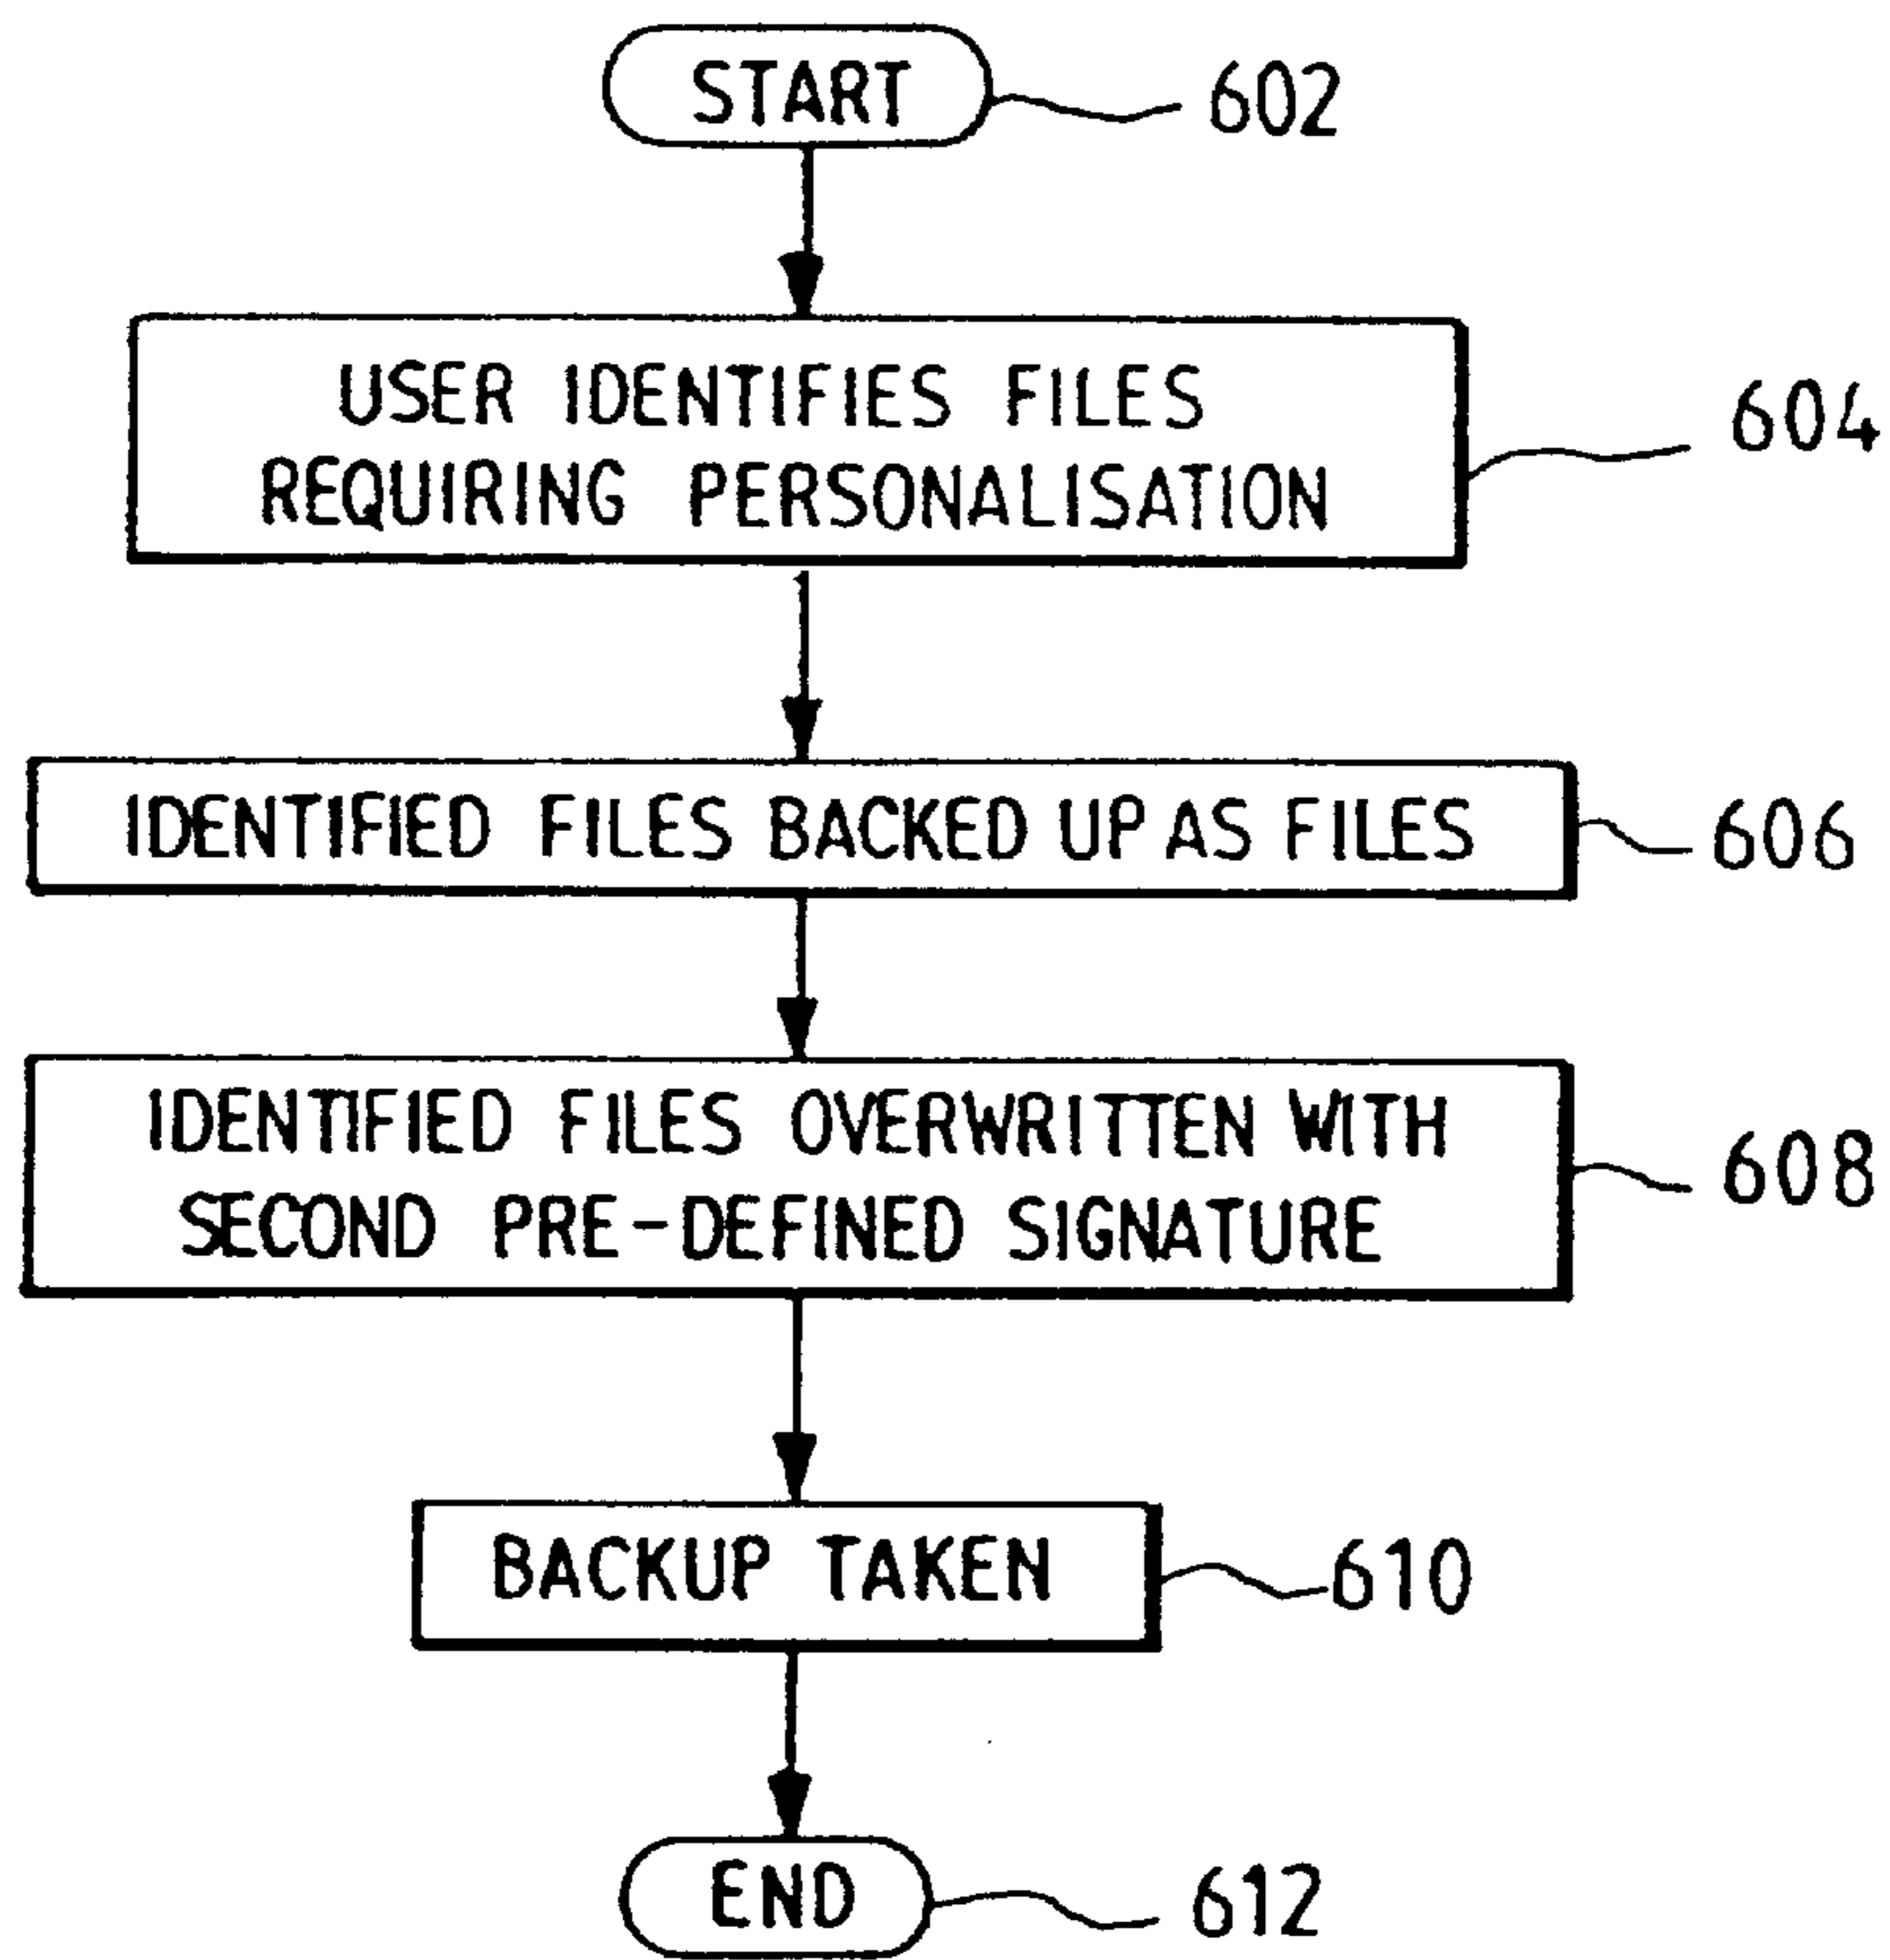 START
602
USER IDENTIFIES FILES
REQUIRING PERSONALISATION
604
IDENTIFIED FILES BACKED UP AS FILES
606
IDENTIFIED FILES OVERWRITTEN WITH
SECOND PRE-DEFINED SIGNATURE
608
BACKUP TAKEN
610
END
612